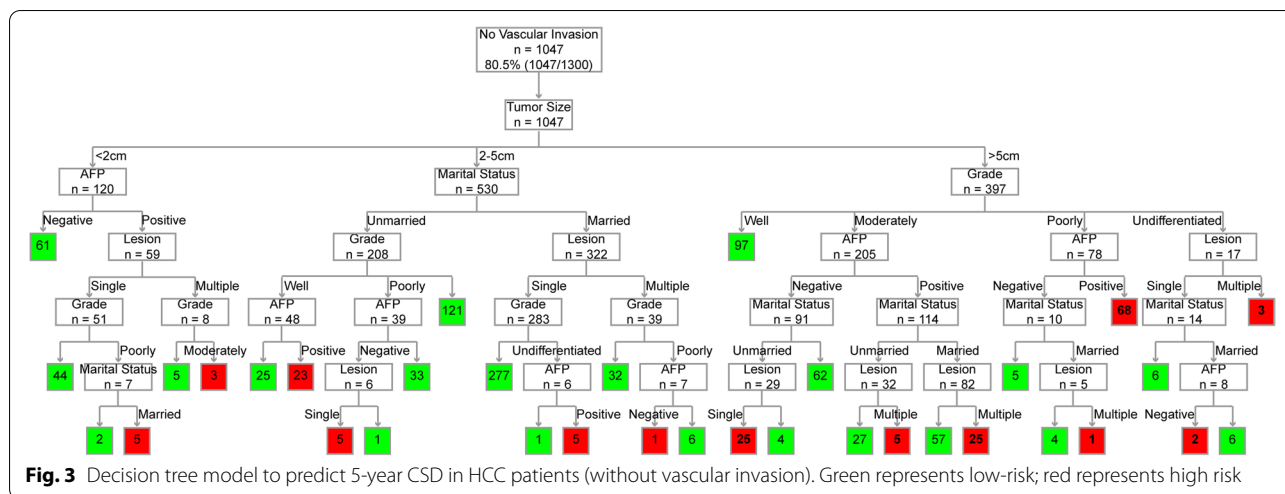 No Vascular Invasion
n = 1047
80.5% (1047/1300)
Tumor Size
n = 1047
<2cm
2-5cm
>5cm
AFP
n = 120
Marital Status
n = 530
Grade
n = 397
Negative
Positive
Unmarried
Married
Well
Moderately
Poorly
Undifferentiated
61
Lesion
n = 59
Grade
n = 208
Lesion
n = 322
97
AFP
n = 205
AFP
n = 78
Lesion
n = 17
Single
Multiple
Well
Poorly
Single
Multiple
Negative
Positive
Negative
Positive
Single
Multiple
Grade
n = 51
Grade
n = 8
AFP
n = 48
AFP
n = 39
121
Grade
n = 283
Grade
n = 39
Marital Status
n = 91
Marital Status
n = 114
Marital Status
n = 10
68
Marital Status
n = 14
3
Poorly
Moderately
Positive
Negative
Undifferentiated
Poorly
Unmarried
Unmarried
Married
Married
Married
44
Marital Status
n = 7
5
3
25
23
Lesion
n = 6
33
277
AFP
n = 6
32
AFP
n = 7
Lesion
n = 29
62
Lesion
n = 32
Lesion
n = 82
5
Lesion
n = 5
6
AFP
n = 8
Married
Single
Positive
Negative
Single
Multiple
Multiple
Multiple
Negative
2
5
5
1
1
5
1
6
25
4
27
5
57
25
4
1
2
6
Fig. 3 Decision tree model to predict 5-year CSD in HCC patients (without vascular invasion). Green represents low-risk; red represents high risk